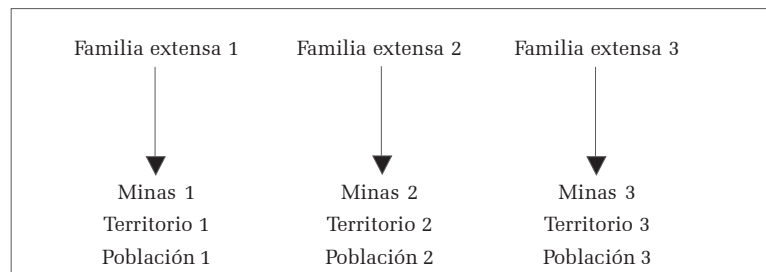 Familia extensa 1 Familia extensa 2 Familia extensa 3
Minas 1 Minas 2 Minas 3
Territorio 1 Territorio 2 Territorio 3
Población 1 Población 2 Población 3